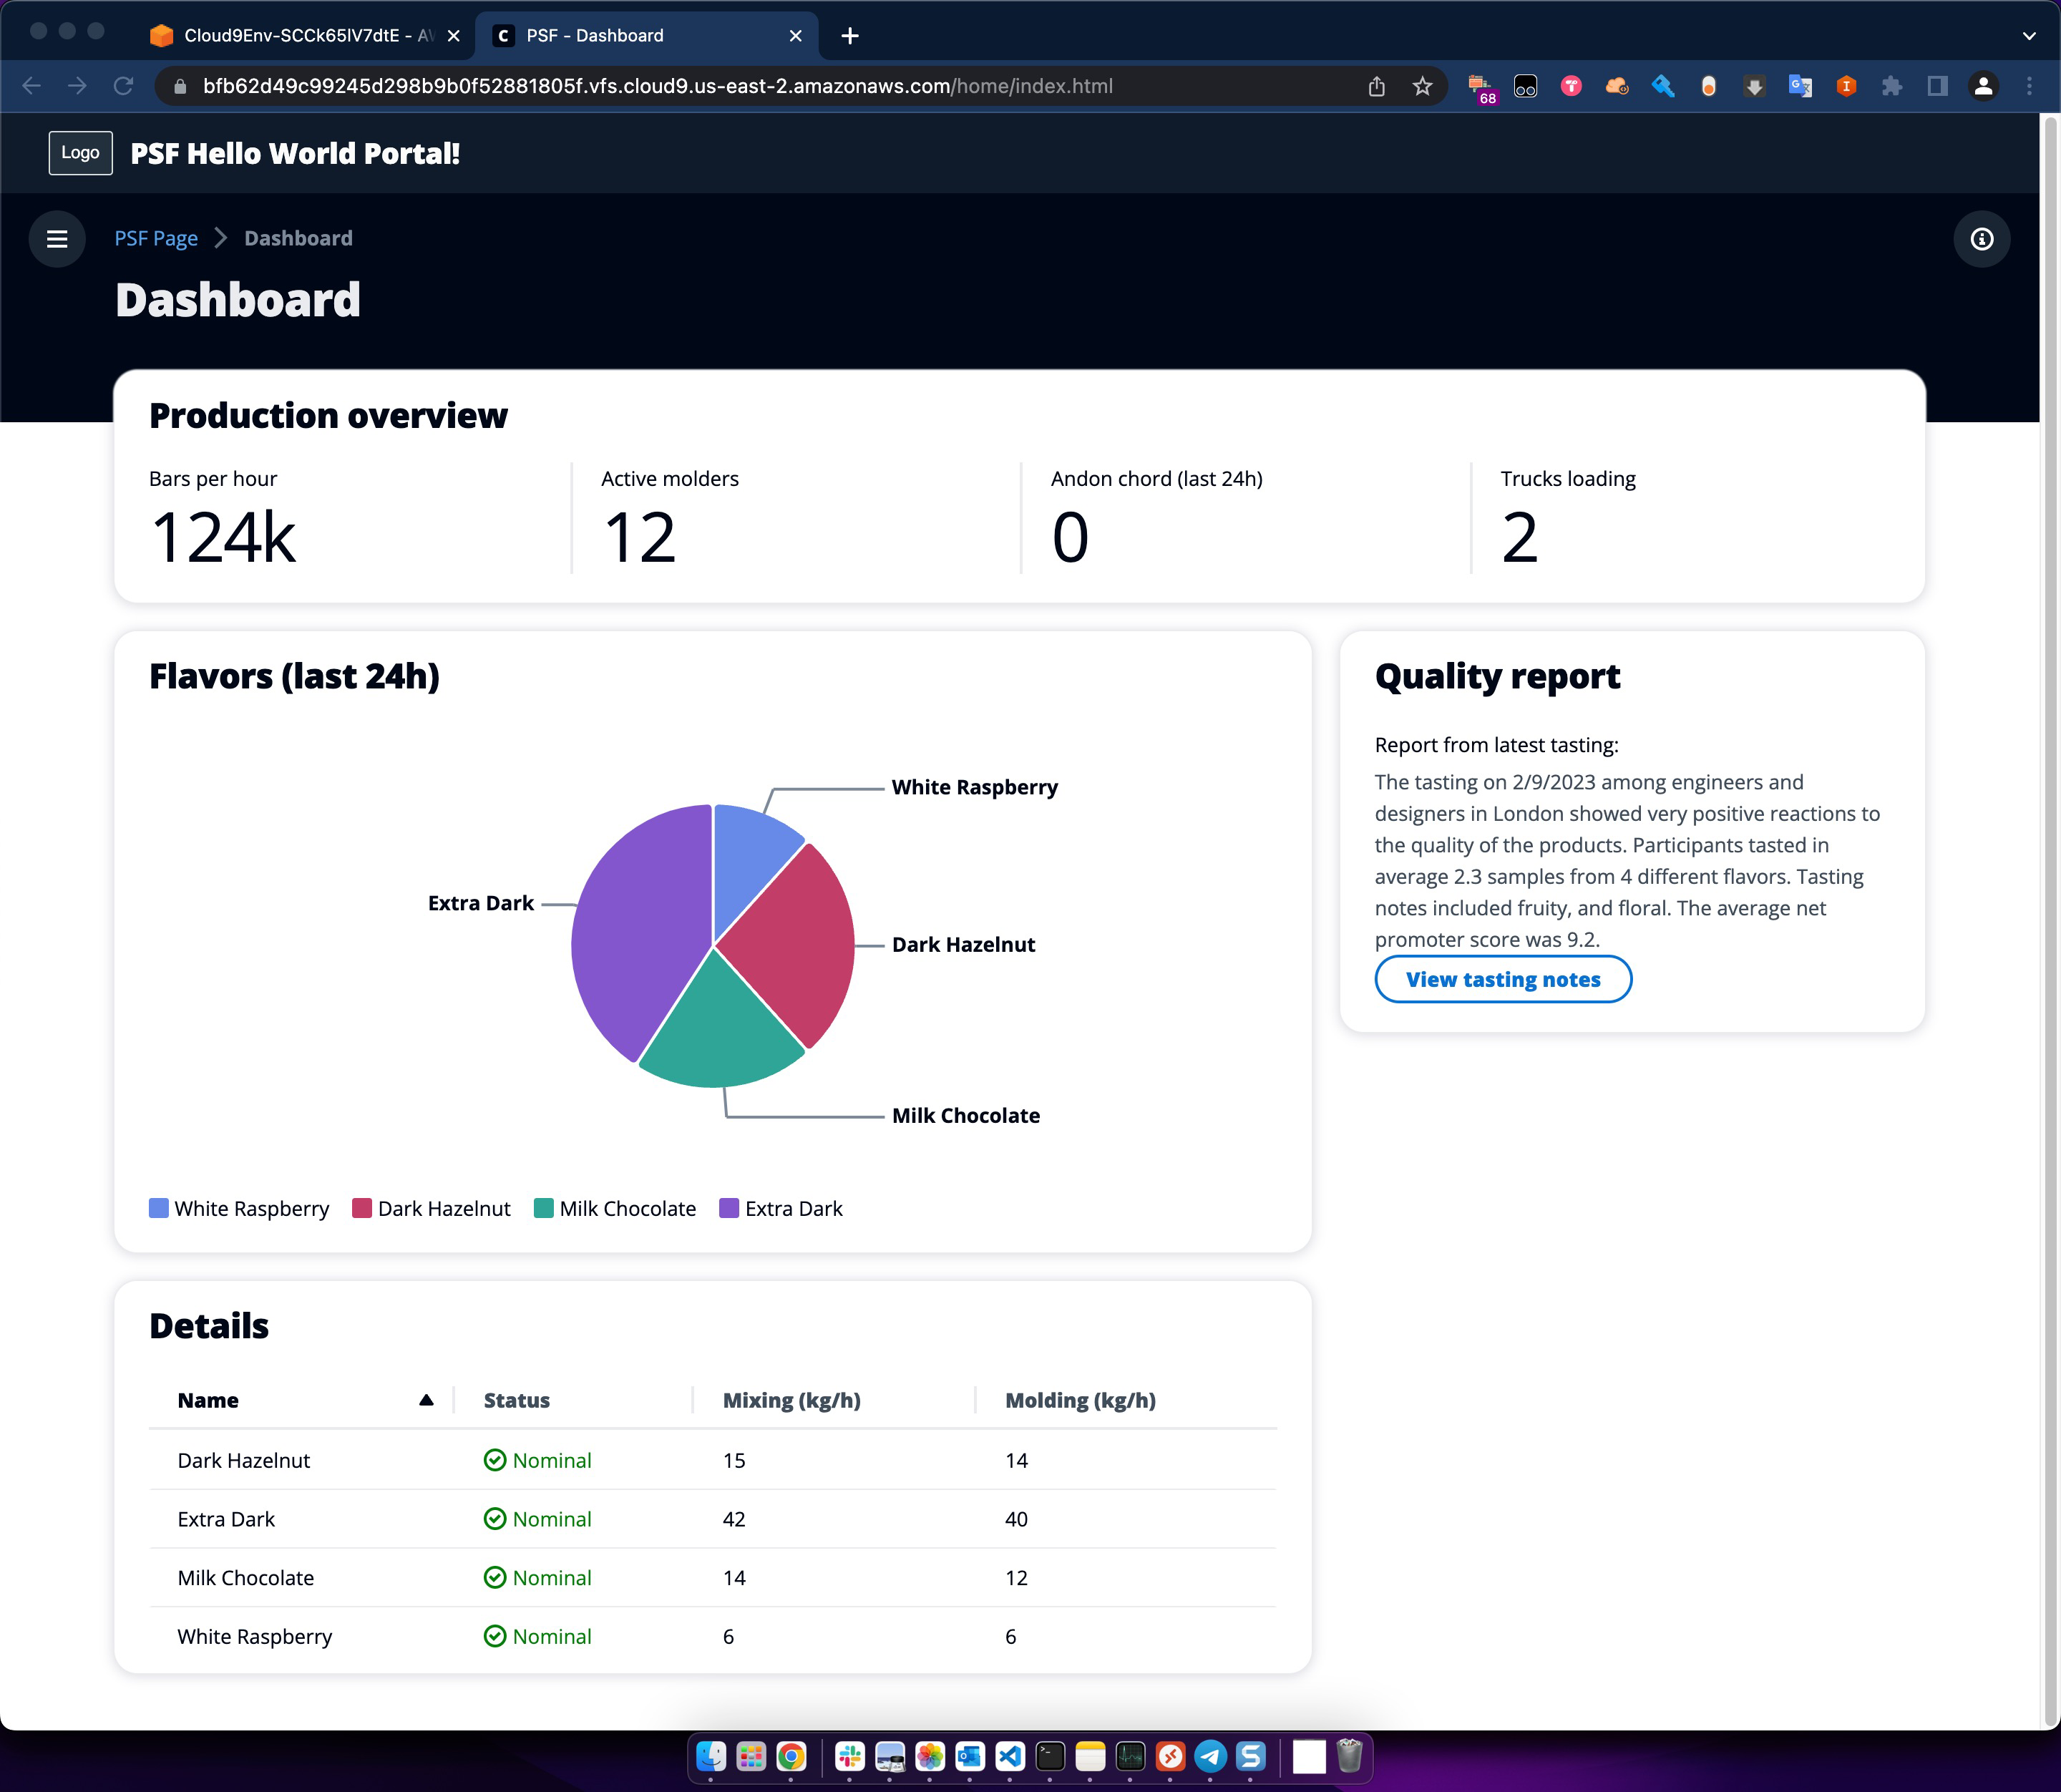 Cloud9Env-SCCk65lV7dtE - AW
PSF - Dashboard
bfb62d49c99245d298b9b0f52881805f.vfs.cloud9.us-east-2.amazonaws.com/home/index.html
68
Logo
PSF Hello World Portal!
PSF Page
Dashboard
Dashboard
Production overview
Bars per hour
124k
Active molders
12
Andon chord (last 24h)
0
Trucks loading
2
Flavors (last 24h)
White Raspberry
Extra Dark
Dark Hazelnut
Milk Chocolate
White Raspberry Dark Hazelnut Milk Chocolate Extra Dark
Quality report
Report from latest tasting:
The tasting on 2/9/2023 among engineers and
designers in London showed very positive reactions to
the quality of the products. Participants tasted in
average 2.3 samples from 4 different flavors. Tasting
notes included fruity, and floral. The average net
promoter score was 9.2.
View tasting notes
Details
Name Status Mixing (kg/h) Molding (kg/h)
Dark Hazelnut Nominal 15 14
Extra Dark Nominal 42 40
Milk Chocolate Nominal 14 12
White Raspberry Nominal 6 6